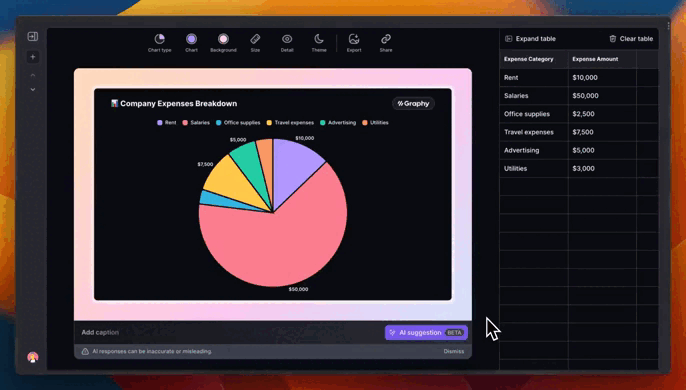 Chart type Chart Background Size Detail Theme Export Share
Expand table Clear table
📊 Company Expenses Breakdown
Graphy
Rent Salaries Office supplies Travel expenses Advertising Utilities
$5,000
$10,000
$7,500
$50,000
Add caption
AI suggestion BETA
AI responses can be inaccurate or misleading. Dismiss
Expense Category Expense Amount
Rent $10,000
Salaries $50,000
Office supplies $2,500
Travel expenses $7,500
Advertising $5,000
Utilities $3,000